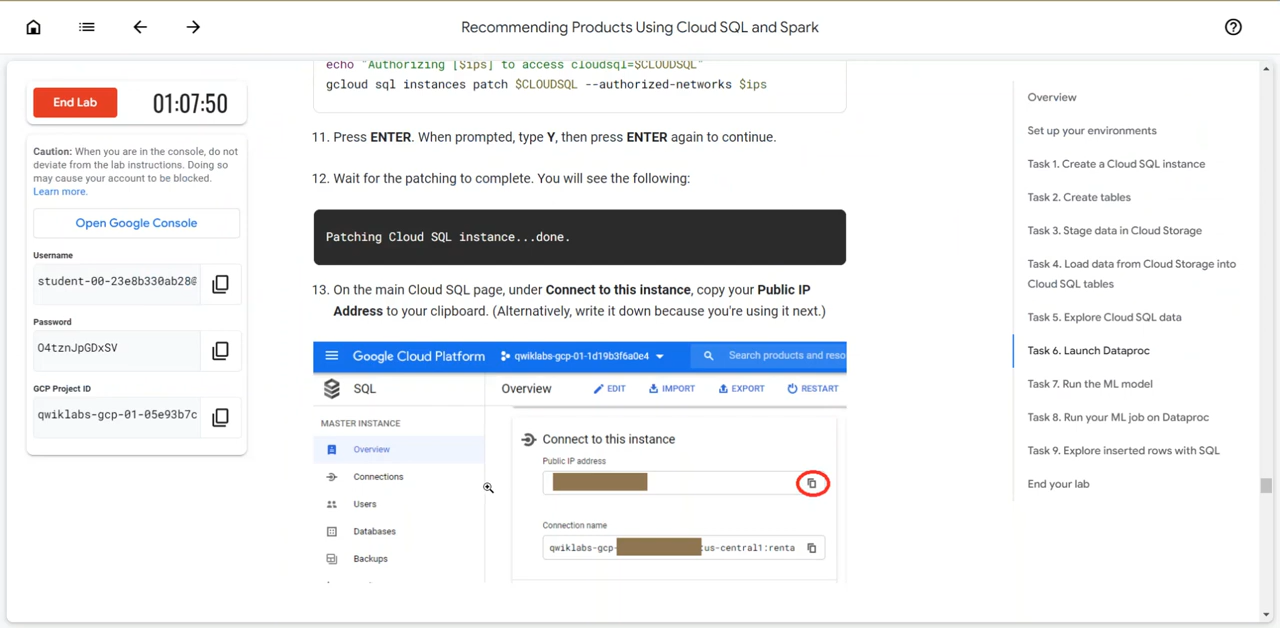 Recommending Products Using Cloud SQL and Spark
End Lab
01:07:50
Caution: When you are in the console, do not
deviate from the lab instructions. Doing so
may cause your account to be blocked.
Learn more.
Open Google Console
Username
student-00-23e8b330ab28@
Password
O4tznJpGDxSV
GCP Project ID
qwiklabs-gcp-01-05e93b7c
echo "Authorizing [$ips] to access cloudsql=$CLOUDSQL"
gcloud sql instances patch $CLOUDSQL --authorized-networks $ips
11. Press ENTER. When prompted, type Y, then press ENTER again to continue.
12. Wait for the patching to complete. You will see the following:
Patching Cloud SQL instance...done.
13. On the main Cloud SQL page, under Connect to this instance, copy your Public IP
Address to your clipboard. (Alternatively, write it down because you're using it next.)
Google Cloud Platform
qwiklabs-gcp-01-1d19b3f6a0e4
Search products and reso
SQL
Overview
EDIT
IMPORT
EXPORT
RESTART
MASTER INSTANCE
Overview
Connections
Users
Databases
Backups
Connect to this instance
Public IP address
Connection name
qwiklabs-gcp-
:us-central1:renta
Overview
Set up your environments
Task 1. Create a Cloud SQL instance
Task 2. Create tables
Task 3. Stage data in Cloud Storage
Task 4. Load data from Cloud Storage into
Cloud SQL tables
Task 5. Explore Cloud SQL data
Task 6. Launch Dataproc
Task 7. Run the ML model
Task 8. Run your ML job on Dataproc
Task 9. Explore inserted rows with SQL
End your lab